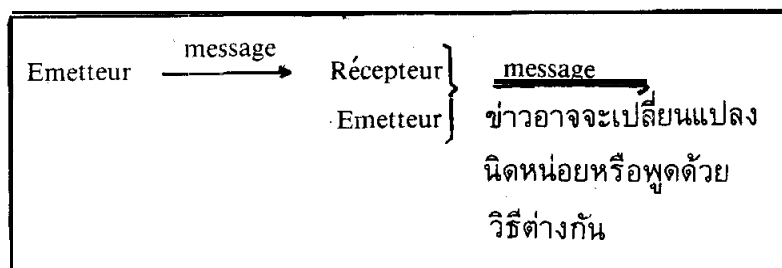 message
Emetteur Récepteur message
Emetteur ข่าวอาจจะเปลี่ยนแปลง
นิดหน่อยหรือพูดด้วย
วิธีต่างกัน